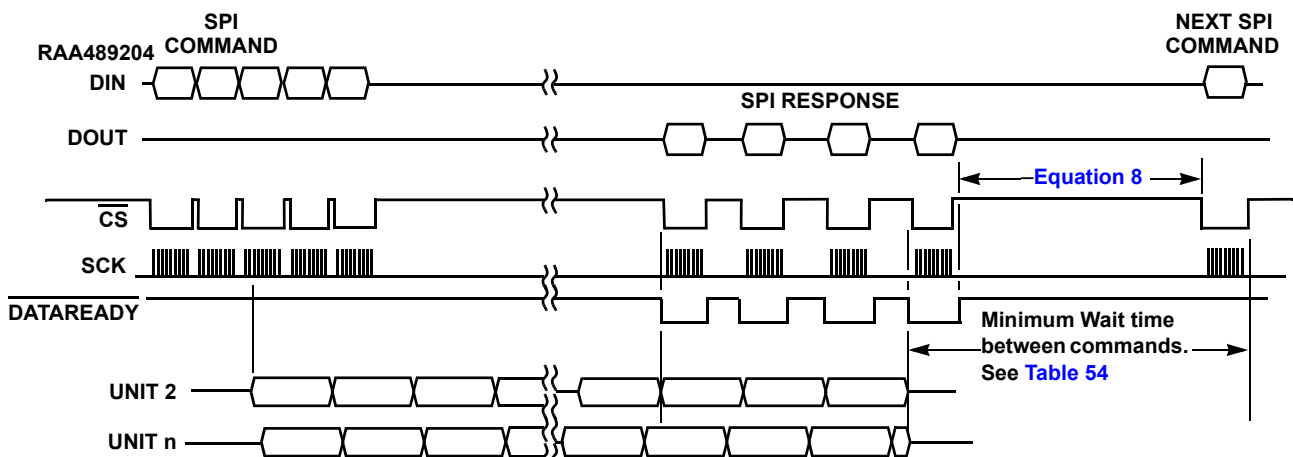 SPI
COMMAND
NEXT SPI
COMMAND
RAA489204
DIN
SPI RESPONSE
DOUT
Equation 8
CS
SCK
DATAREADY
Minimum Wait time
between commands.
See Table 54
UNIT 2
UNIT n